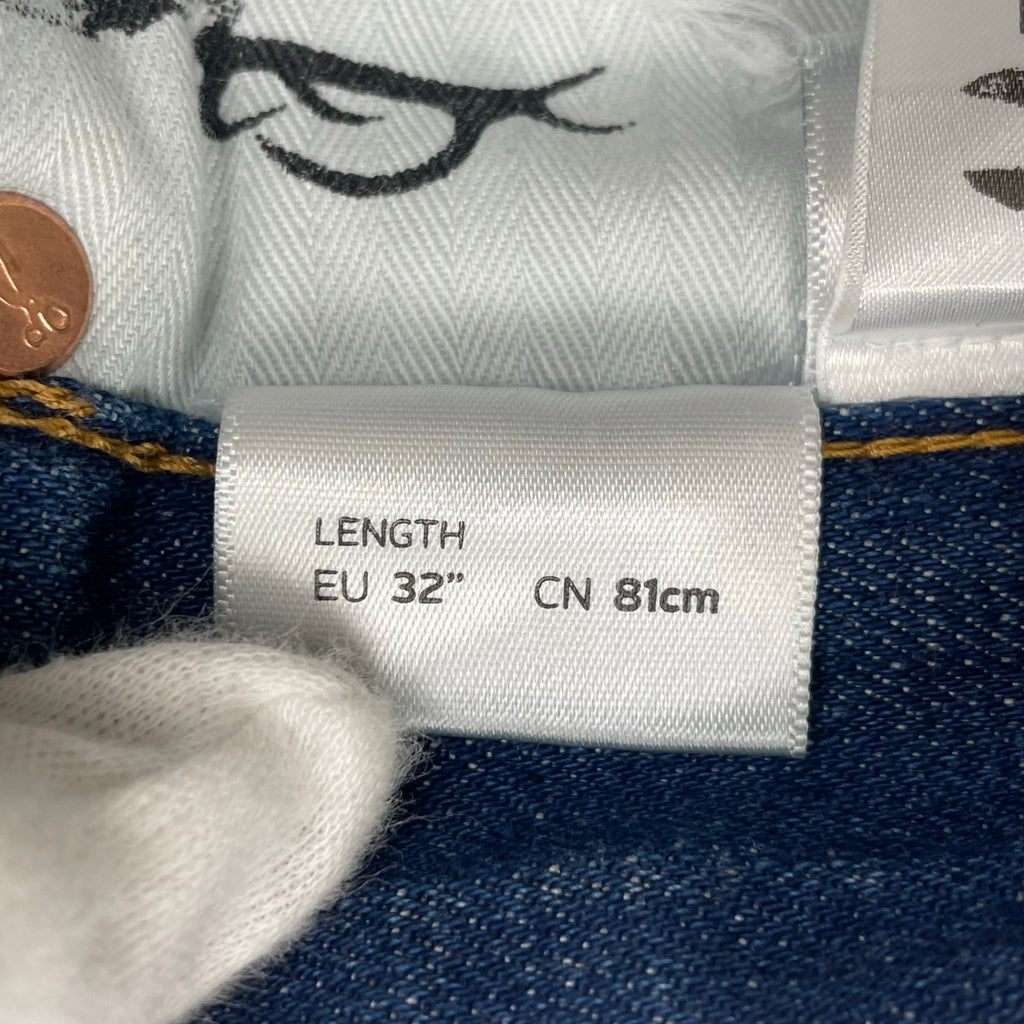 LENGTH
EU 32” CN 81cm